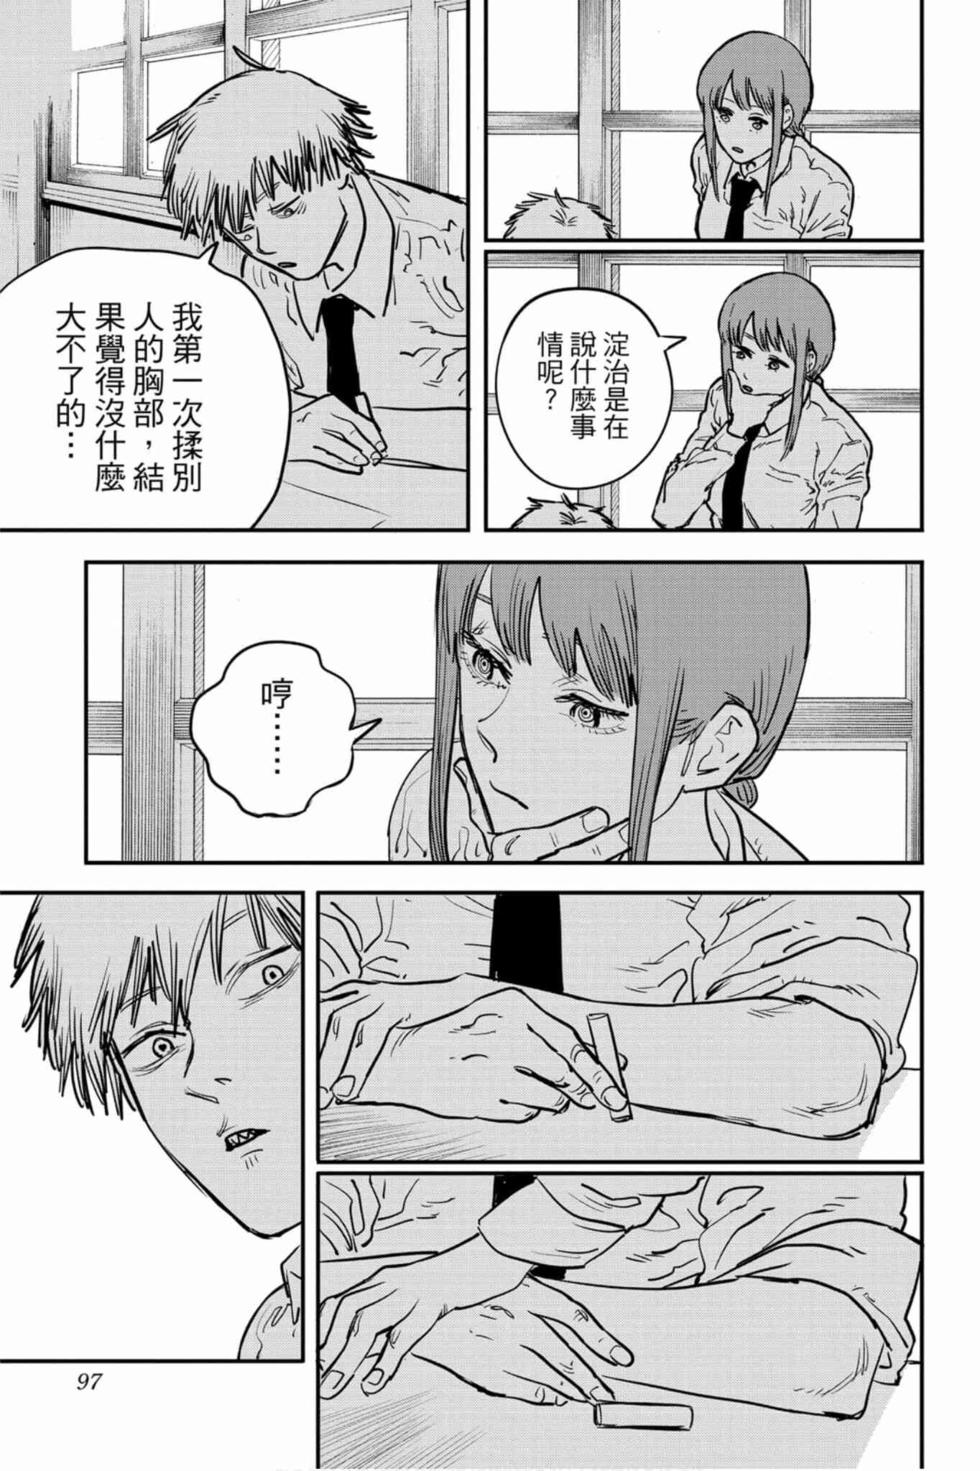 淀治是在
說什麼事
情呢？
我第一次揉別
人的胸部，結
果覺得沒什麼
大不了的…
哼……
97